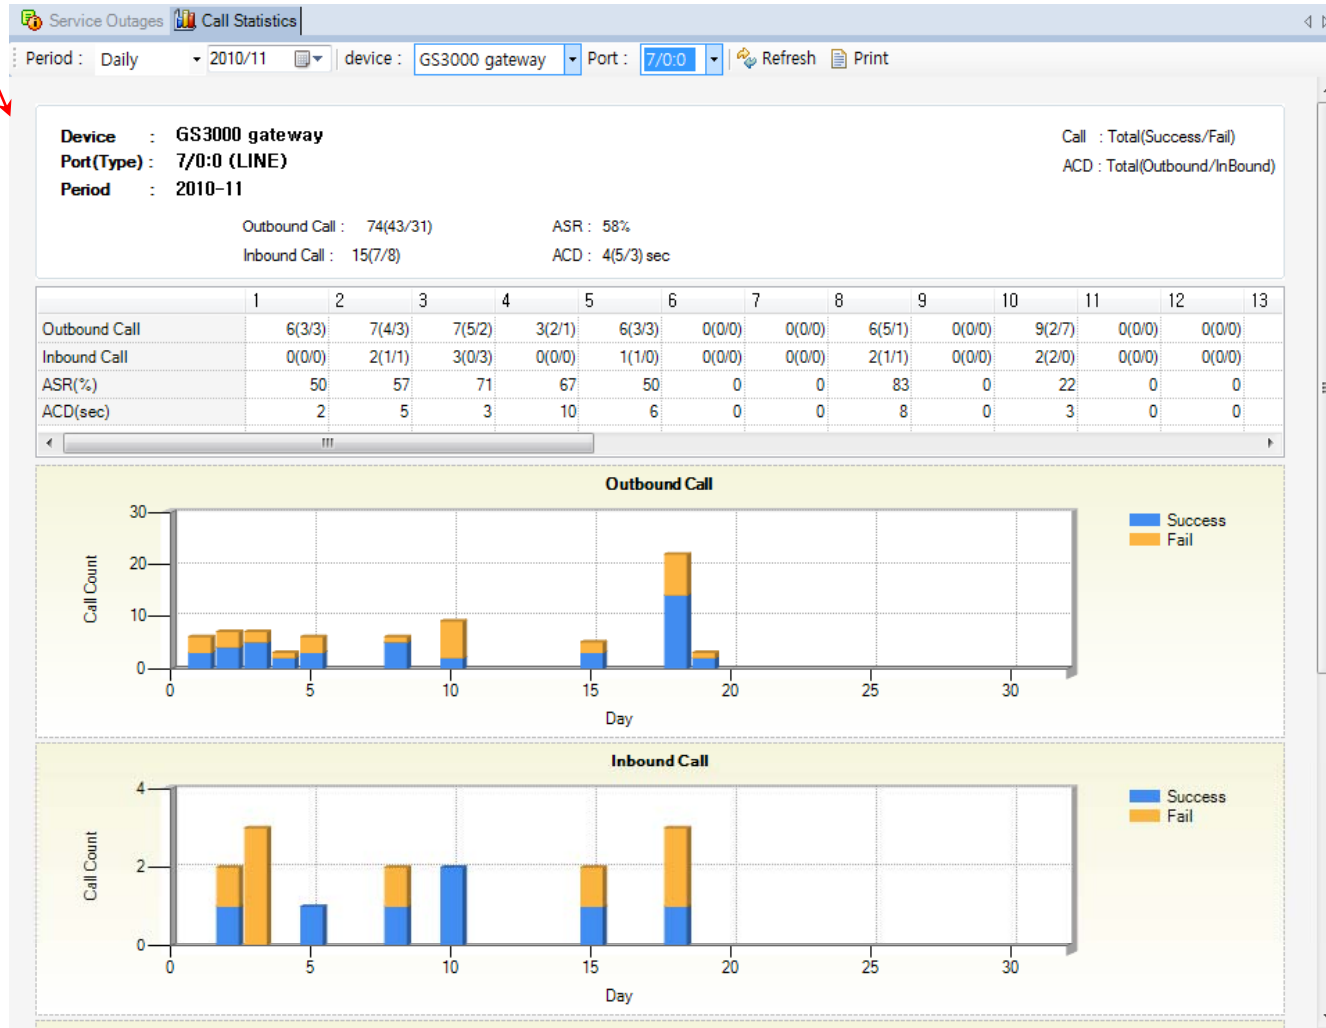 Service Outages Call Statistics
Period : Daily 2010/11 device : GS3000 gateway Port : 7/0:0 Refresh Print
Device : GS3000 gateway
Call : Total(Success/Fail)
Port(Type) : 7/0:0 (LINE)
ACD : Total(Outbound/InBound)
Period : 2010-11
Outbound Call : 74(43/31) ASR : 58%
Inbound Call : 15(7/8) ACD : 4(5/3) sec
1 2 3 4 5 6 7 8 9 10 11 12 13
Outbound Call 6(3/3) 7(4/3) 7(5/2) 3(2/1) 6(3/3) 0(0/0) 0(0/0) 6(5/1) 0(0/0) 9(2/7) 0(0/0) 0(0/0)
Inbound Call 0(0/0) 2(1/1) 3(0/3) 0(0/0) 1(1/0) 0(0/0) 0(0/0) 2(1/1) 0(0/0) 2(2/0) 0(0/0) 0(0/0)
ASR(%) 50 57 71 67 50 0 0 83 0 22 0 0
ACD(sec) 2 5 3 10 6 0 0 8 0 3 0 0
Outbound Call
30
20
10
0
Call Count
0 5 10 15 20 25 30
Day
Success
Fail
Inbound Call
4
2
0
Call Count
0 5 10 15 20 25 30
Day
Success
Fail